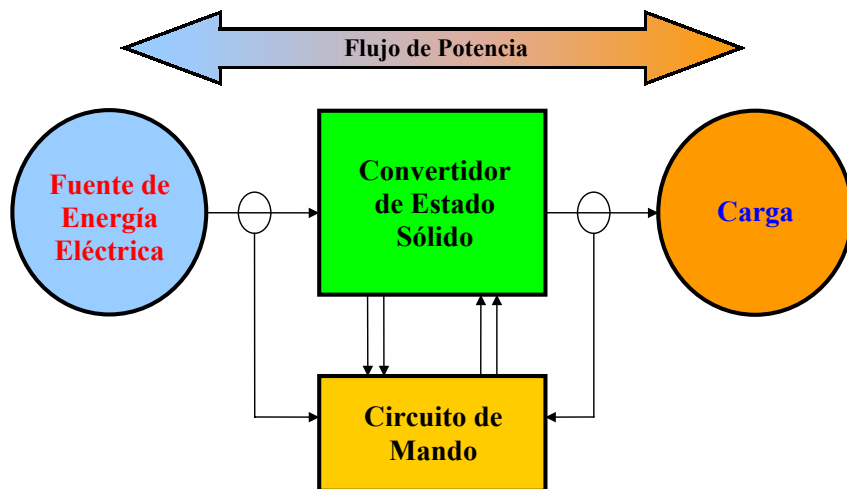 Flujo de Potencia
Fuente de
Energía
Eléctrica
Convertidor
de Estado
Sólido
Carga
Circuito de
Mando